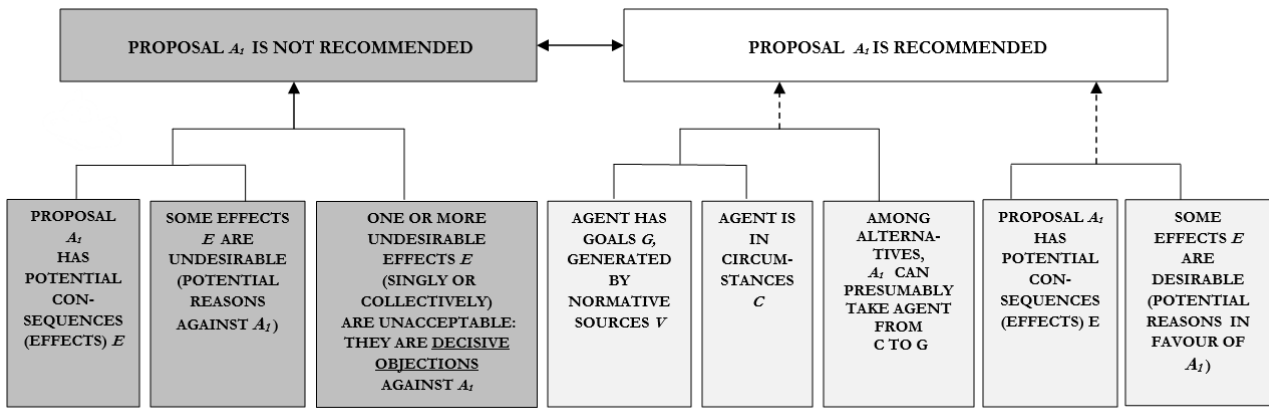 PROPOSAL A1 IS NOT RECOMMENDED
PROPOSAL A1 IS RECOMMENDED
PROPOSAL
A1
HAS
POTENTIAL
CON-
SEQUENCES
(EFFECTS) E
SOME EFFECTS
E ARE
UNDESIRABLE
(POTENTIAL
REASONS
AGAINST A1)
ONE OR MORE
UNDESIRABLE
EFFECTS E
(SINGLY OR
COLLECTIVELY)
ARE UNACCEPTABLE:
THEY ARE DECISIVE
OBJECTIONS
AGAINST A1
AGENT HAS
GOALS G,
GENERATED
BY
NORMATIVE
SOURCES V
AGENT IS
IN
CIRCUM-
STANCES
C
AMONG
ALTERNA-
TIVES,
A1 CAN
PRESUMABLY
TAKE AGENT
FROM
C TO G
PROPOSAL A1
HAS
POTENTIAL
CON-
SEQUENCES
(EFFECTS) E
SOME
EFFECTS E
ARE
DESIRABLE
(POTENTIAL
REASONS IN
FAVOUR OF
A1)